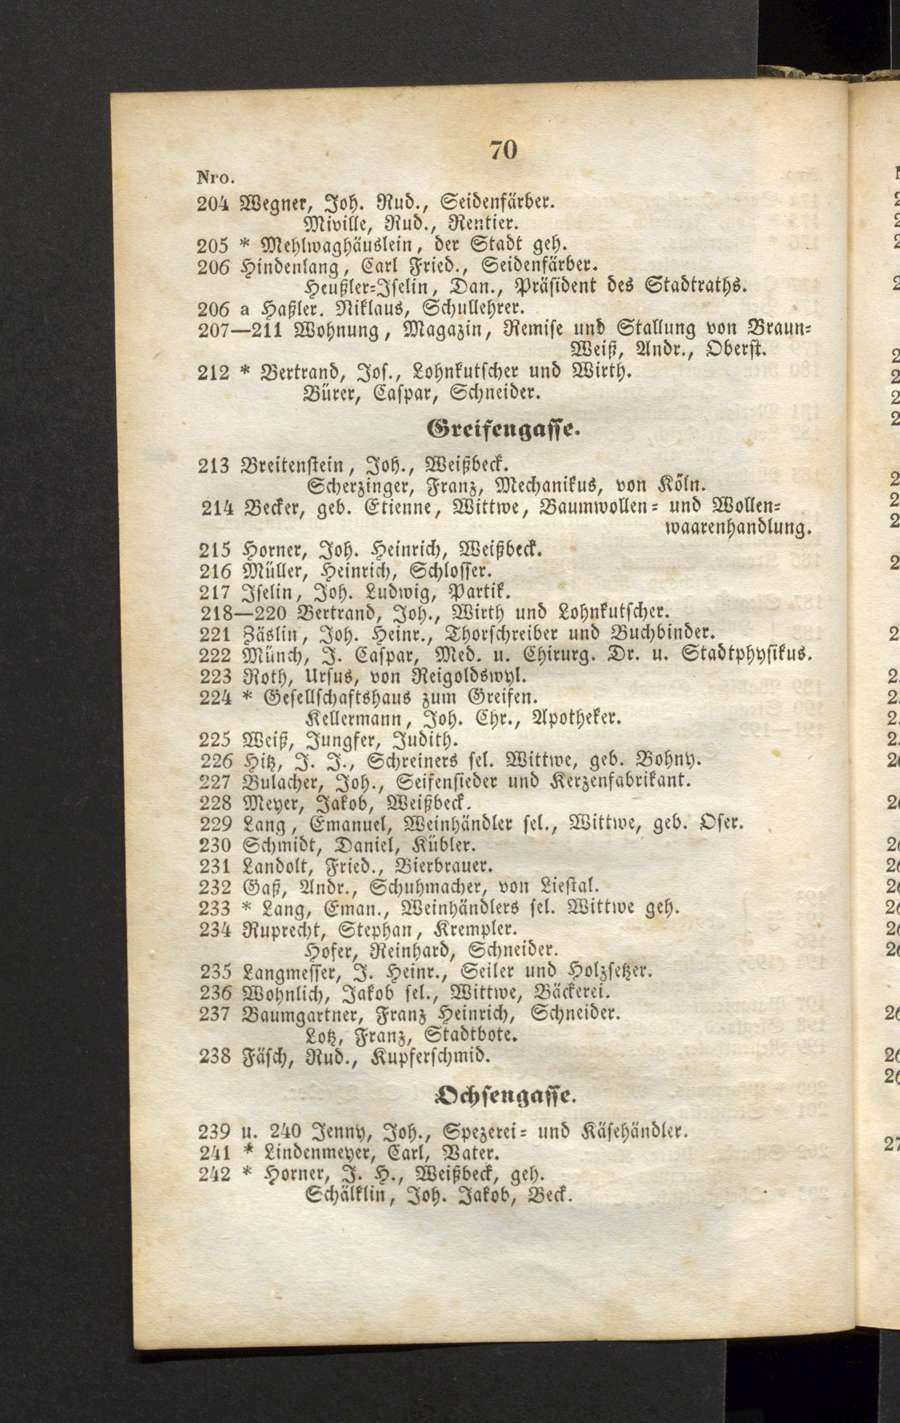 70
Nro.
204 Wegner, Joh. Rud., Seidenfärber.
Miville, Rud., Rentier.
205 * Mehlwaghäuslein, der Stadt geh.
206 Hindenlang, Carl Fried., Seidenfärber.
Heußler-Iselin, Dan., Präsident des Stadtraths.
206 a Haßler. Niklaus, Schullehrer.
207—211 Wohnung, Magazin, Remise und Stallung von Braun-
Weiß, Andr., Oberst.
212 * Bertrand, Jos., Lohnkutscher und Wirth.
Bürer, Caspar, Schneider.
Greifengasse.
213 Breitenstein, Joh., Weißbeck.
Scherzinger, Franz, Mechanikus, von Köln.
214 Becker, geb. Etienne, Wittwe, Baumwollen- und Wollen-
waarenhandlung.
215 Horner, Joh. Heinrich, Weißbeck.
216 Müller, Heinrich, Schlosser.
217 Iselin, Joh. Ludwig, Partik.
218—220 Bertrand, Joh., Wirth und Lohnkutscher.
221 Zäslin, Joh. Heinr., Thorschreiber und Buchbinder.
222 Münch, J. Caspar, Med. u. Chirurg. Dr. u. Stadtphysikus.
223 Roth, Ursus, von Reigoldswyl.
224 * Gesellschaftshaus zum Greifen.
Kellermann, Joh. Chr., Apotheker.
225 Weiß, Jungfer, Judith.
226 Hitz, J. J., Schreiners sel. Wittwe, geb. Bohny.
227 Bulacher, Joh., Seifensieder und Kerzenfabrikant.
228 Meyer, Jakob, Weißbeck.
229 Lang, Emanuel, Weinhändler sel., Wittwe, geb. Oser.
230 Schmidt, Daniel, Kübler.
231 Landolt, Fried., Bierbrauer.
232 Gaß, Andr., Schuhmacher, von Liestal.
233 * Lang, Eman., Weinhändlers sel. Wittwe geh.
234 Ruprecht, Stephan, Krempler.
Hofer, Reinhard, Schneider.
235 Langmesser, J. Heinr., Seiler und Holzsetzer.
236 Wohnlich, Jakob sel., Wittwe, Bäckerei.
237 Baumgartner, Franz Heinrich, Schneider.
Lotz, Franz, Stadtbote.
238 Fäsch, Rud., Kupferschmid.
Ochsengasse.
239 u. 240 Jenny, Joh., Spezerei- und Käsehändler.
241 * Lindenmeyer, Carl, Vater.
242 * Horner, J. H., Weißbeck, geh.
Schälklin, Joh. Jakob, Beck.